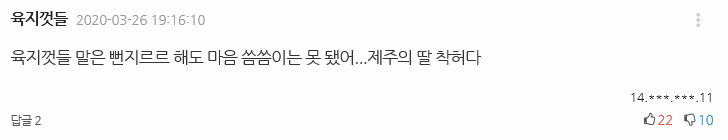 육지껏들 2020-03-26 19:16:10
육지껏들 말은 뻔지르르 해도 마음 씀씀이는 못 됐어...제주의 딸 착허다
14.***.***.11
답글 2 22 10